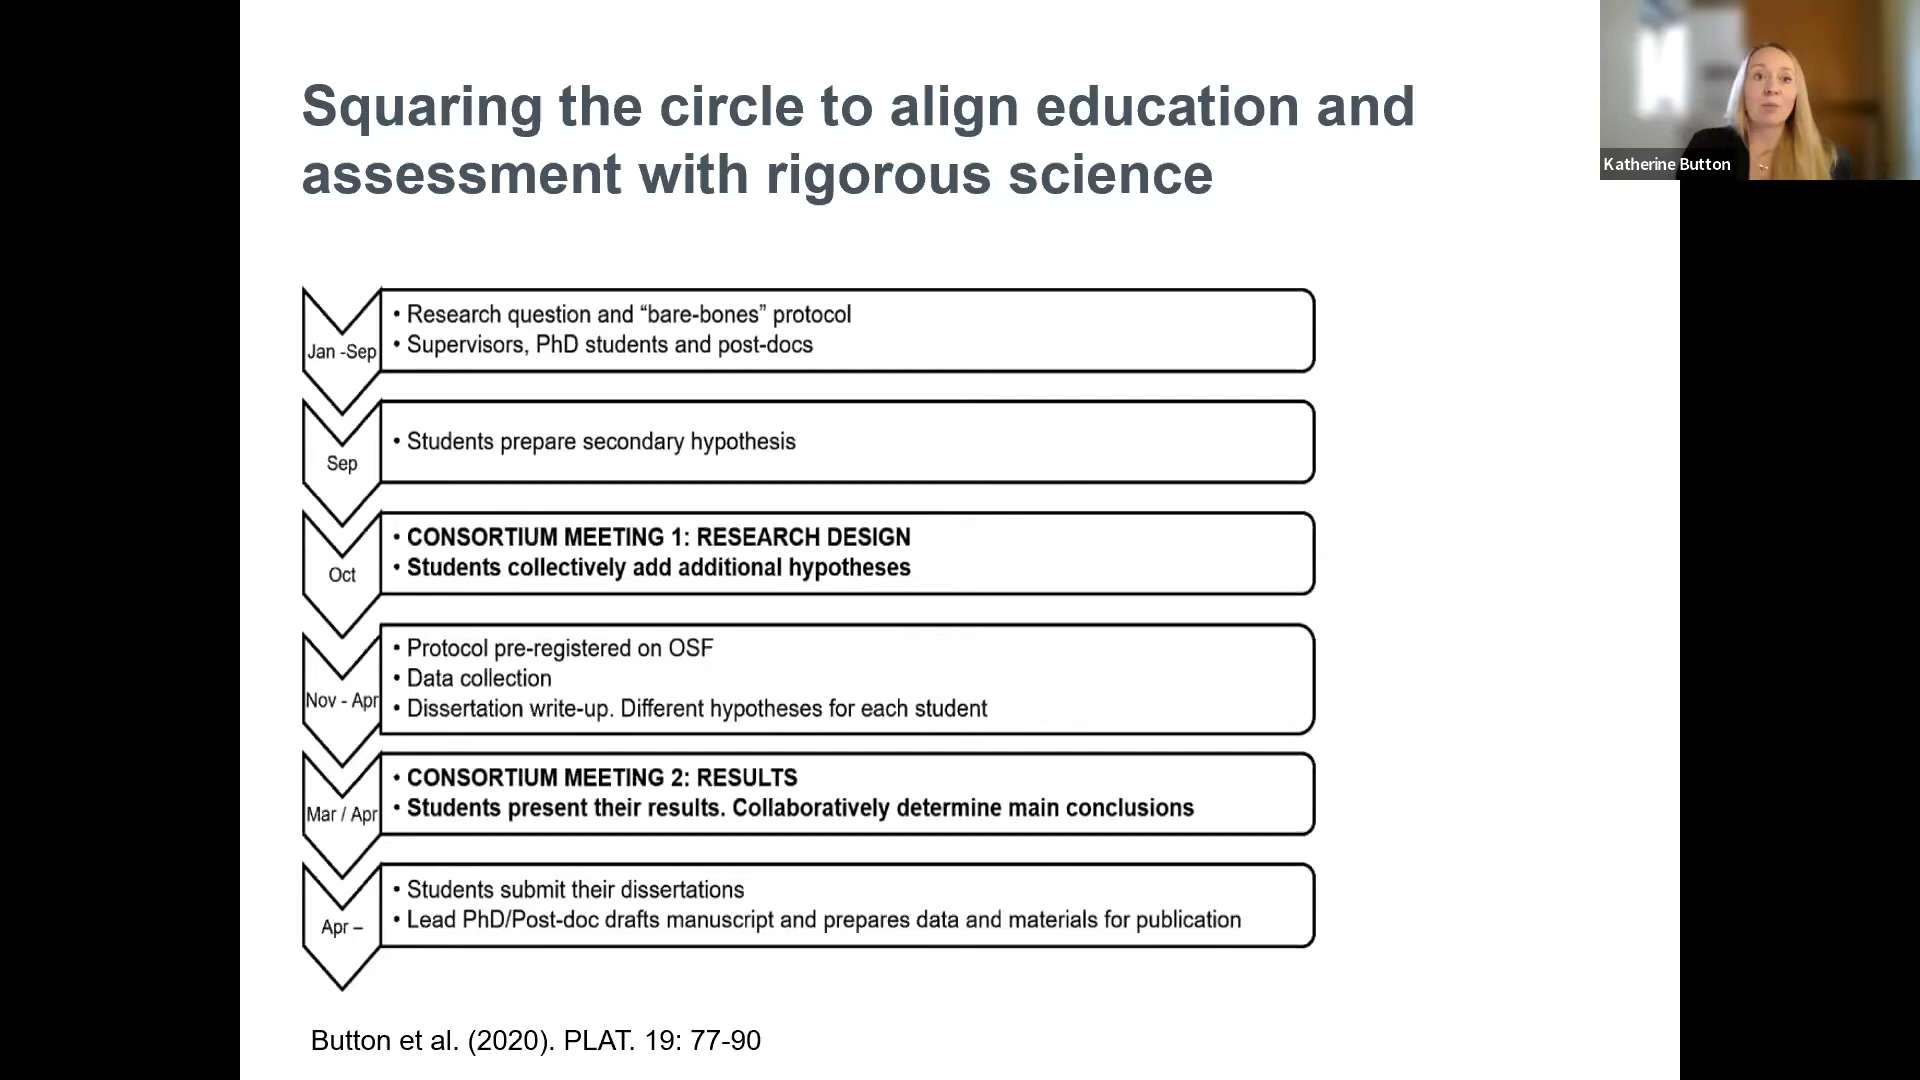 Squaring the circle to align education and
assessment with rigorous science
Katherine Button
Jan -Sep
• Research question and “bare-bones” protocol
• Supervisors, PhD students and post-docs
Sep
• Students prepare secondary hypothesis
Oct
• CONSORTIUM MEETING 1: RESEARCH DESIGN
• Students collectively add additional hypotheses
Nov - Apr
• Protocol pre-registered on OSF
• Data collection
• Dissertation write-up. Different hypotheses for each student
Mar / Apr
• CONSORTIUM MEETING 2: RESULTS
• Students present their results. Collaboratively determine main conclusions
Apr –
• Students submit their dissertations
• Lead PhD/Post-doc drafts manuscript and prepares data and materials for publication
Button et al. (2020). PLAT. 19: 77-90